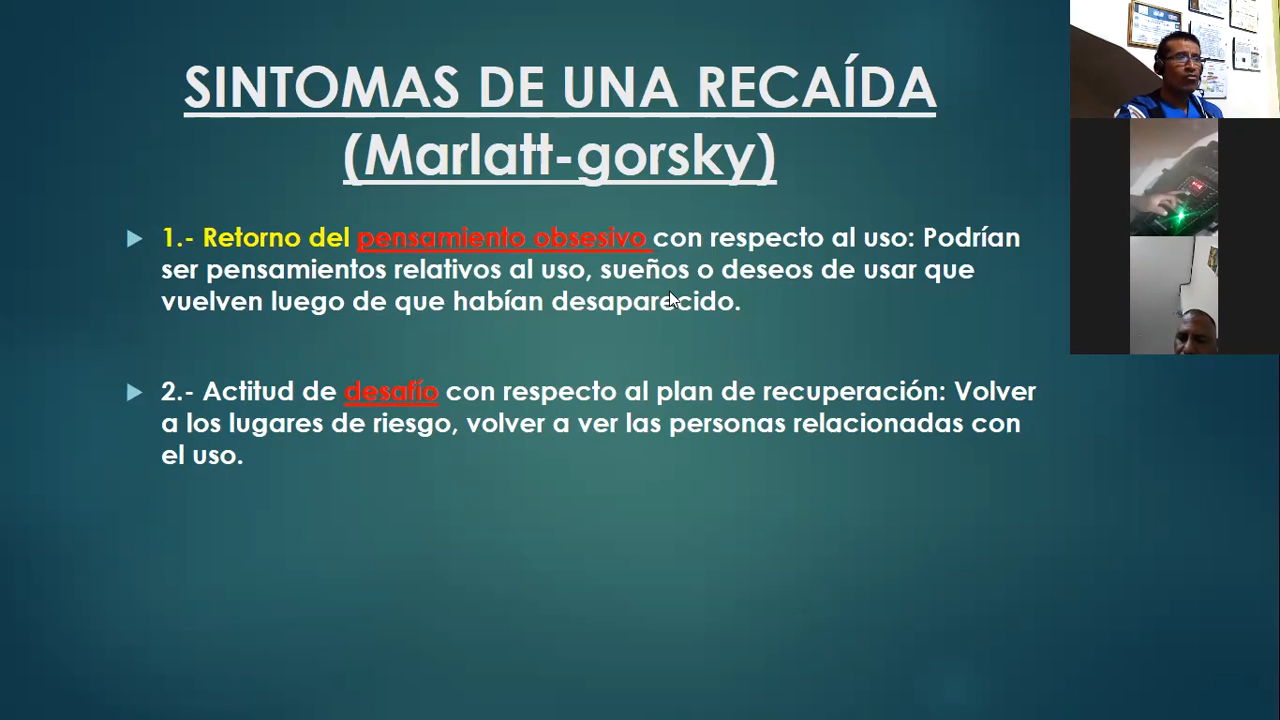 SINTOMAS DE UNA RECAÍDA
(Marlatt-gorsky)
1.- Retorno del pensamiento obsesivo con respecto al uso: Podrían
ser pensamientos relativos al uso, sueños o deseos de usar que
vuelven luego de que habían desaparecido.
2.- Actitud de desafío con respecto al plan de recuperación: Volver
a los lugares de riesgo, volver a ver las personas relacionadas con
el uso.